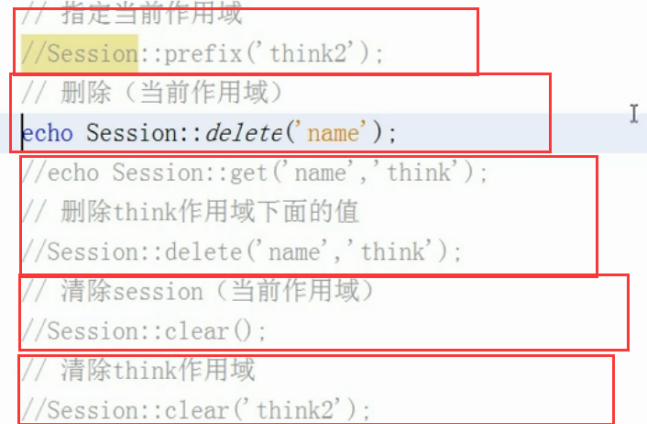 // 指定当前作用域
//Session::prefix('think2');
// 删除（当前作用域）
echo Session::delete('name');
//echo Session::get('name','think');
// 删除think作用域下面的值
//Session::delete('name','think');
// 清除session（当前作用域）
//Session::clear();
// 清除think作用域
//Session::clear('think2');